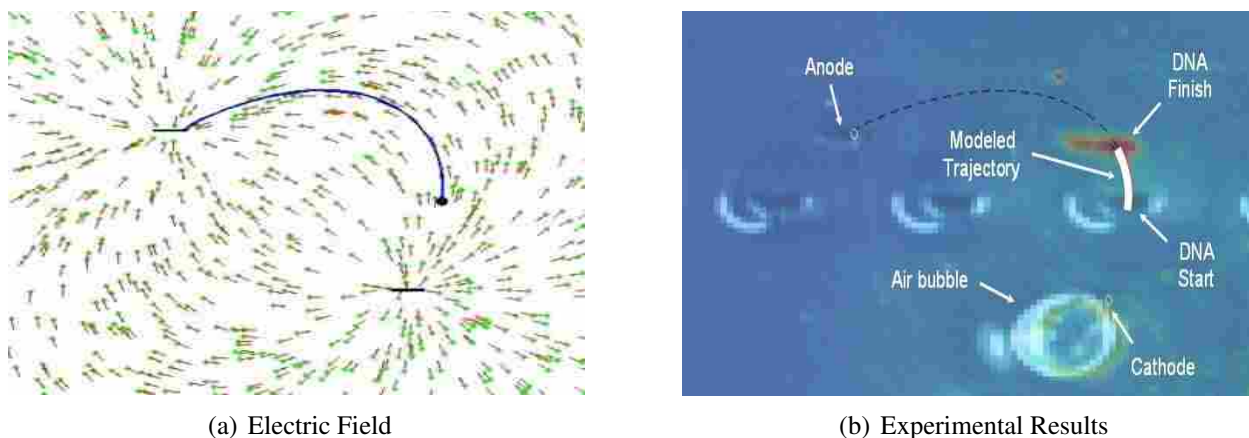 Anode
DNA
Finish
Modeled
Trajectory
Air bubble
DNA
Start
Cathode
(a) Electric Field
(b) Experimental Results